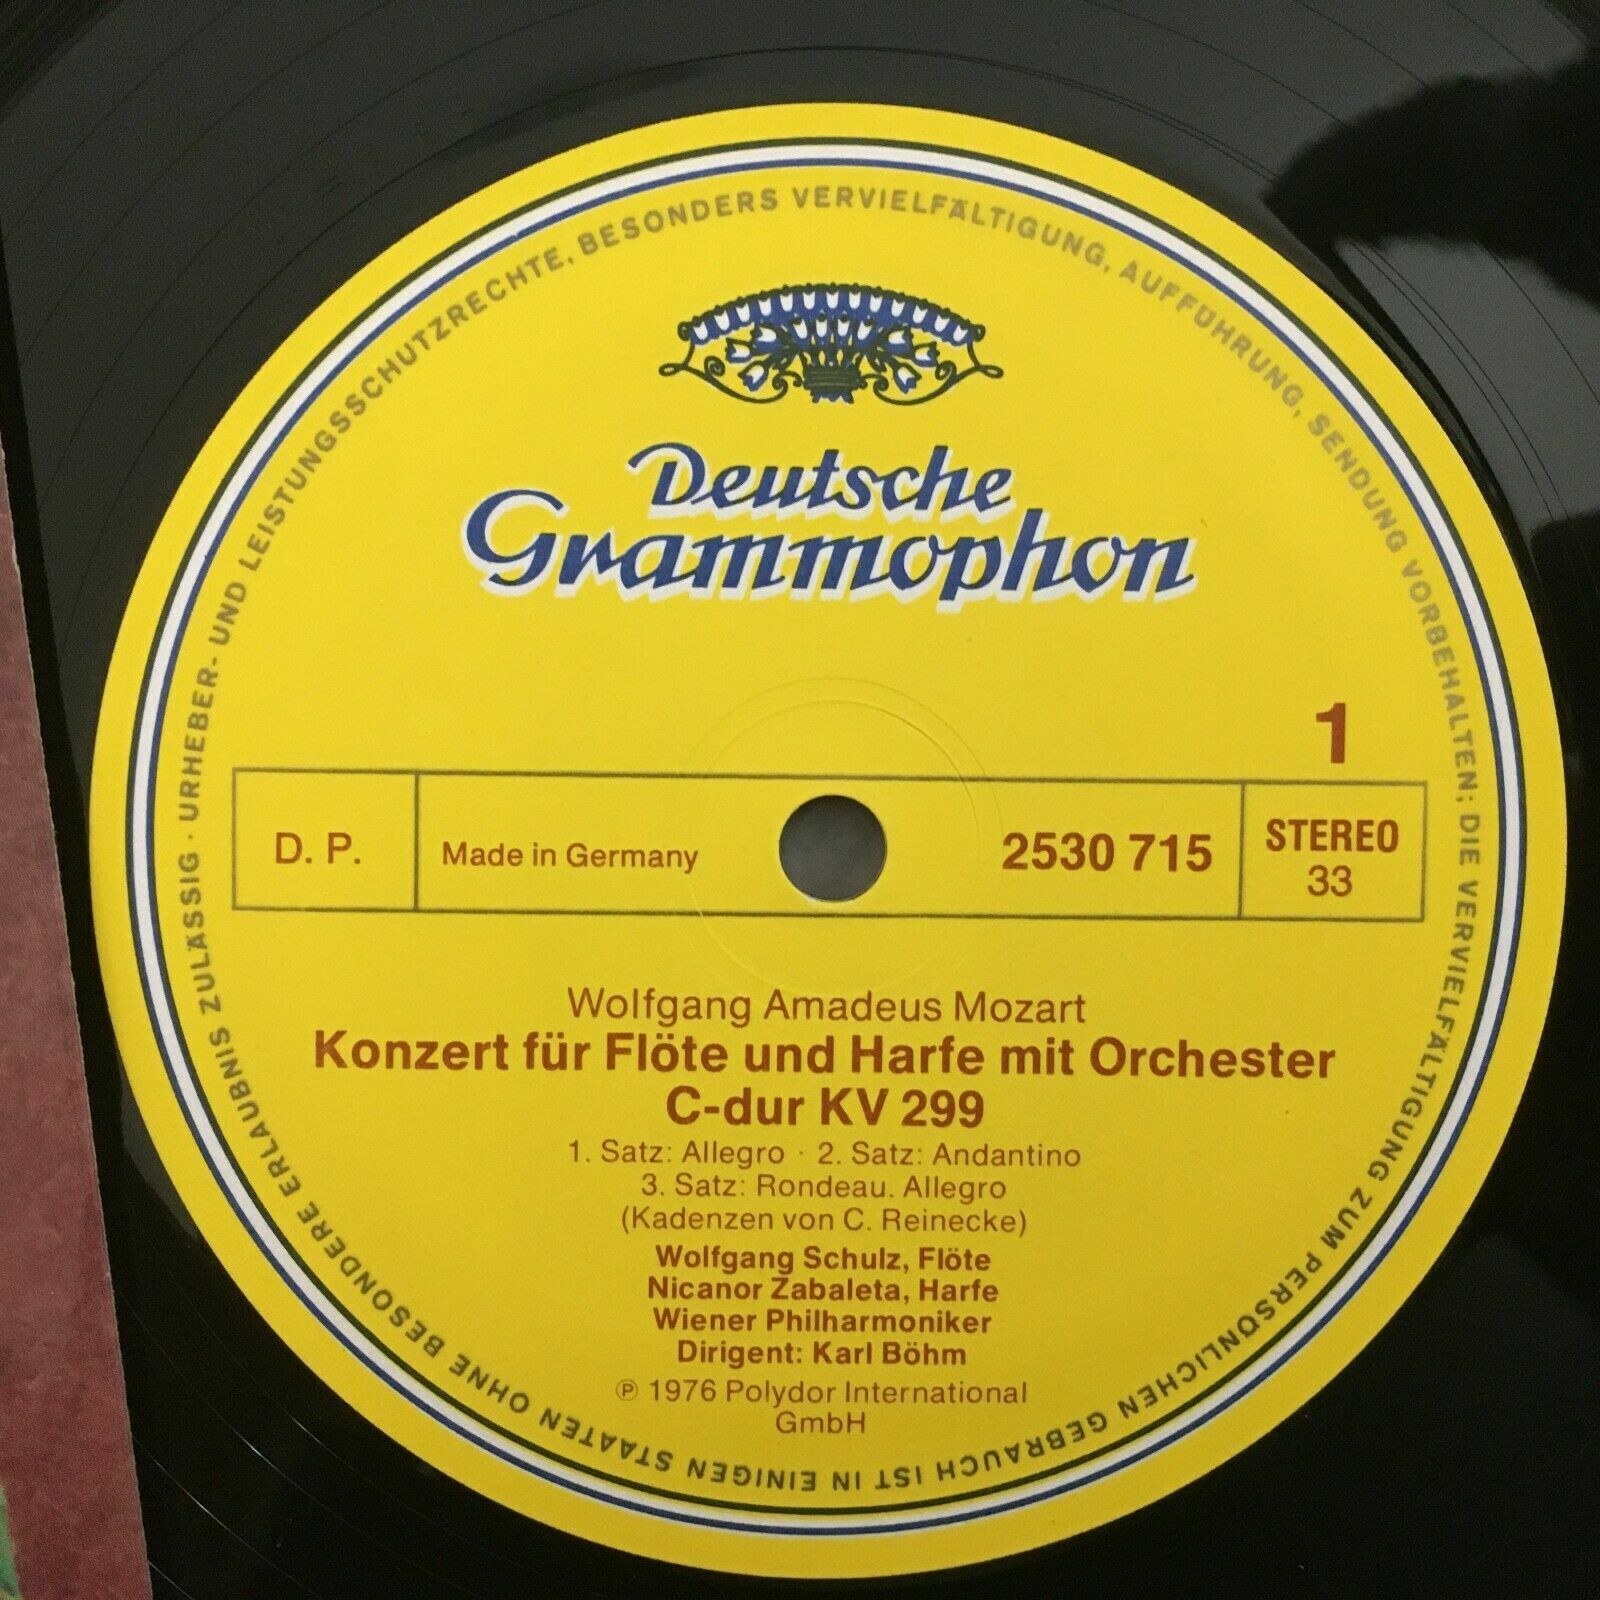 URHEBER- UND LEISTUNGSSCHUTZRECHTE, BESONDERS VERVIELFÄLTIGUNG, AUFFÜHRUNG, SENDUNG VORBEHALTEN; DIE VERVIELFÄLTIGUNG ZUM PERSÖNLICHEN GEBRAUCH IST IN EINIGEN STAATEN OHNE BESONDERE ERLAUBNIS ZULÄSSIG ·
Deutsche
Grammophon
1
D. P.
Made in Germany
2530 715
STEREO
33
Wolfgang Amadeus Mozart
Konzert für Flöte und Harfe mit Orchester
C-dur KV 299
1. Satz: Allegro · 2. Satz: Andantino
3. Satz: Rondeau. Allegro
(Kadenzen von C. Reinecke)
Wolfgang Schulz, Flöte
Nicanor Zabaleta, Harfe
Wiener Philharmoniker
Dirigent: Karl Böhm
℗ 1976 Polydor International
GmbH